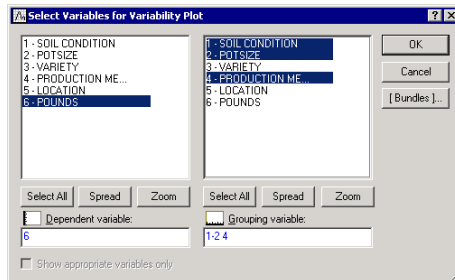 Select Variables for Variability Plot
1 - SOIL CONDITION
2 - POTSIZE
3 - VARIETY
4 - PRODUCTION ME...
5 - LOCATION
6 - POUNDS
1 - SOIL CONDITION
2 - POTSIZE
3 - VARIETY
4 - PRODUCTION ME...
5 - LOCATION
6 - POUNDS
OK
Cancel
[ Bundles ]...
Select All Spread Zoom
Select All Spread Zoom
Dependent variable:
Grouping variable:
6
1-2 4
Show appropriate variables only